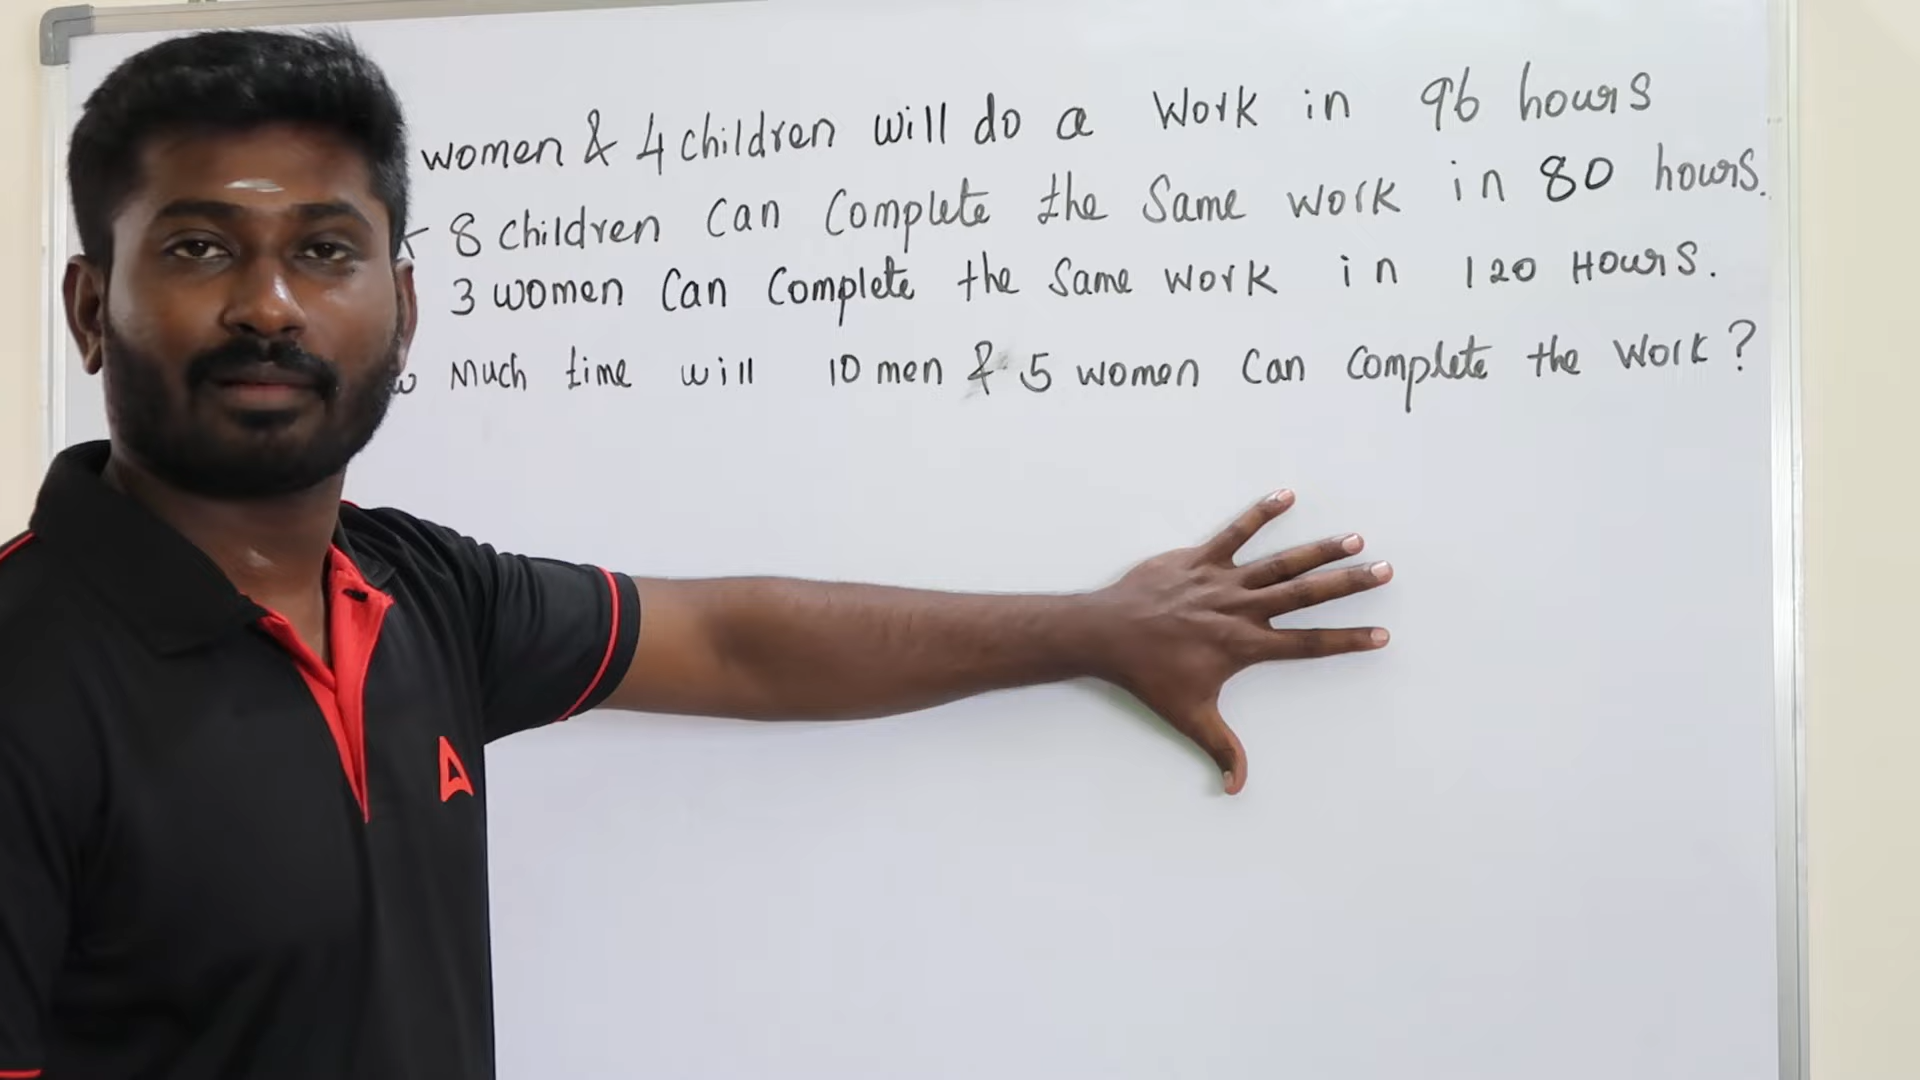 women & 4 children will do a work in 96 hours
8 children can complete the same work in 80 hours.
3 women can complete the same work in 120 Hours.
much time will 10 men & 5 women can complete the work?
A